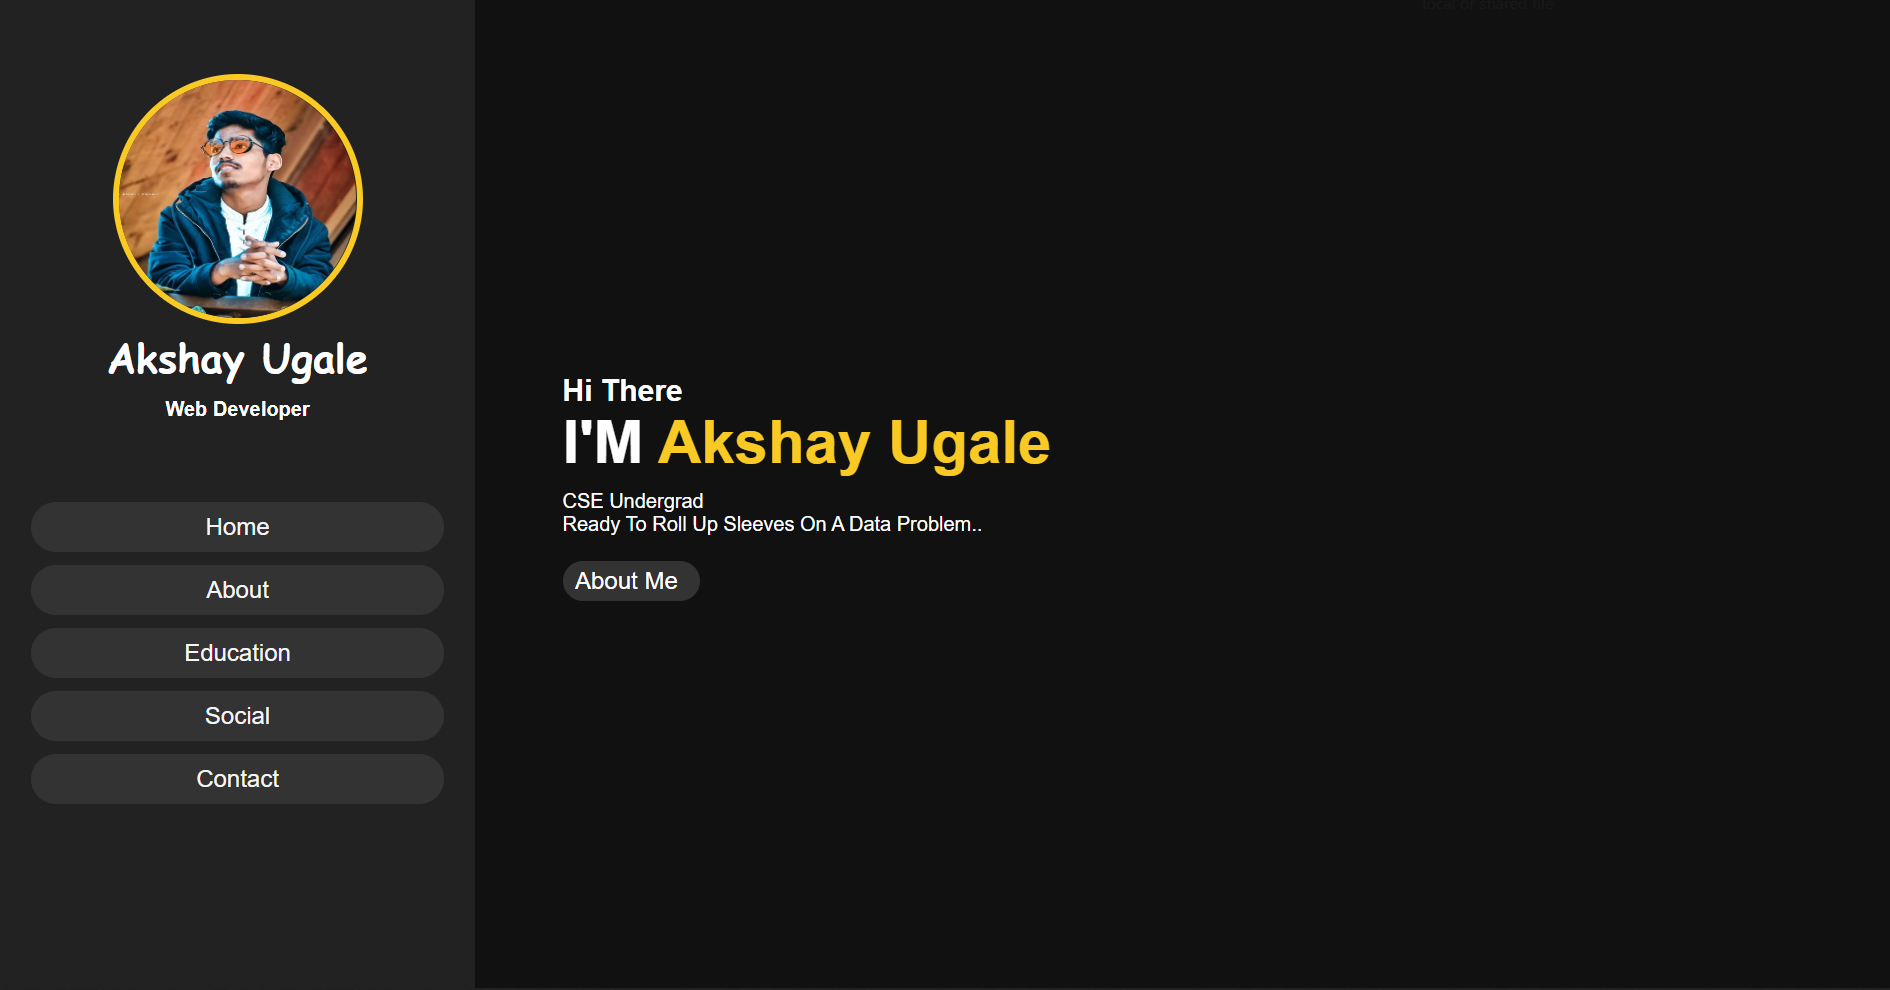 local or shared file
Akshay Ugale
Web Developer
Home
About
Education
Social
Contact
Hi There
I'M Akshay Ugale
CSE Undergrad
Ready To Roll Up Sleeves On A Data Problem..
About Me